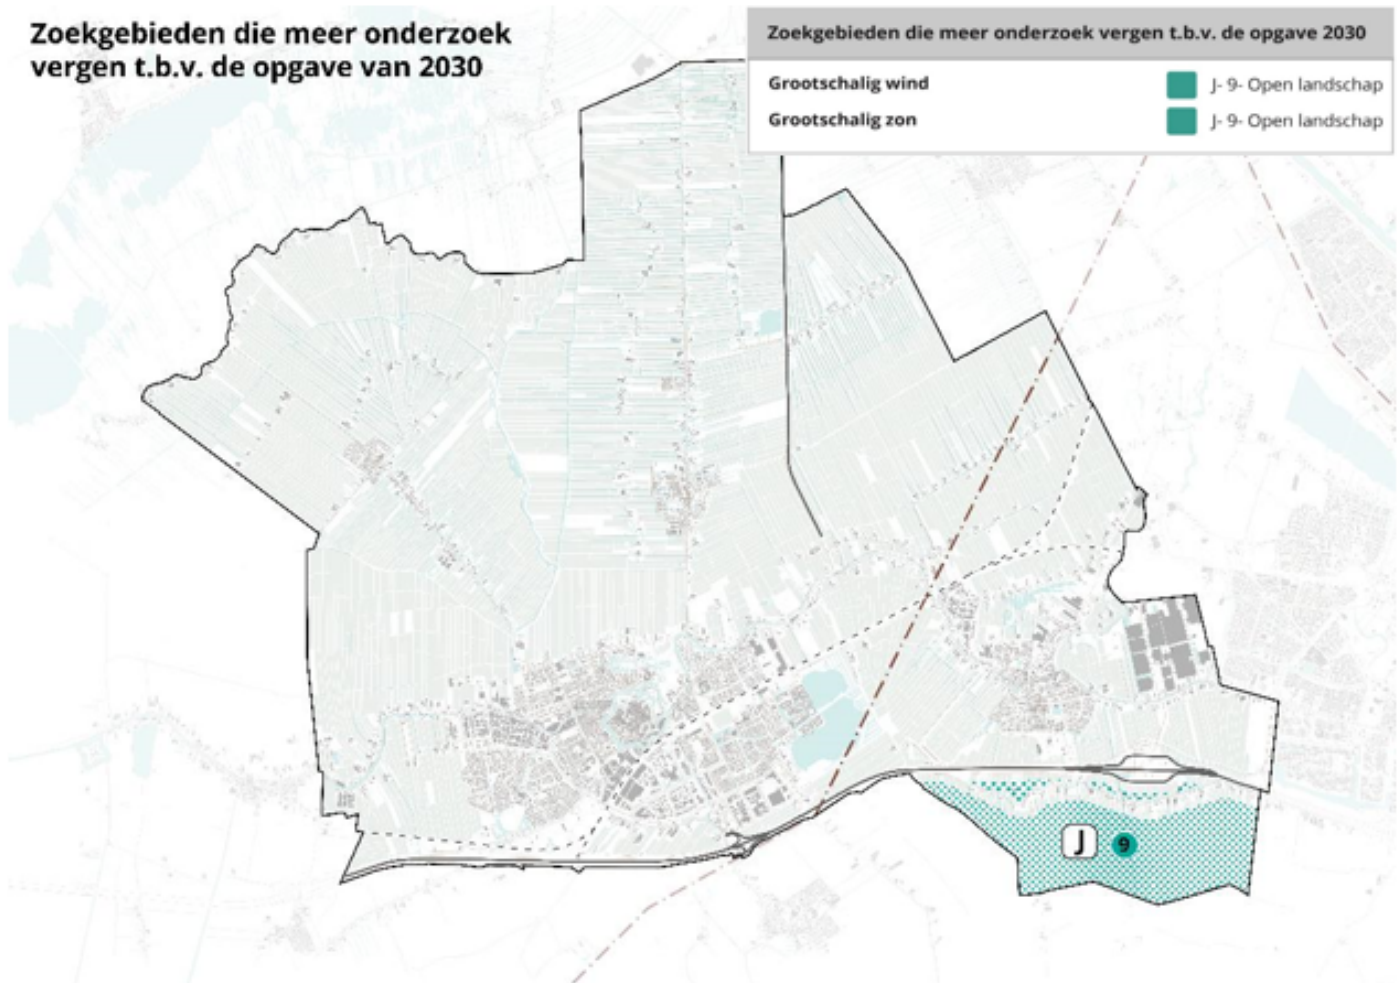 Zoekgebieden die meer onderzoek
vergen t.b.v. de opgave van 2030
Zoekgebieden die meer onderzoek vergen t.b.v. de opgave 2030
Grootschalig wind
J- 9- Open landschap
Grootschalig zon
J- 9- Open landschap
J 9